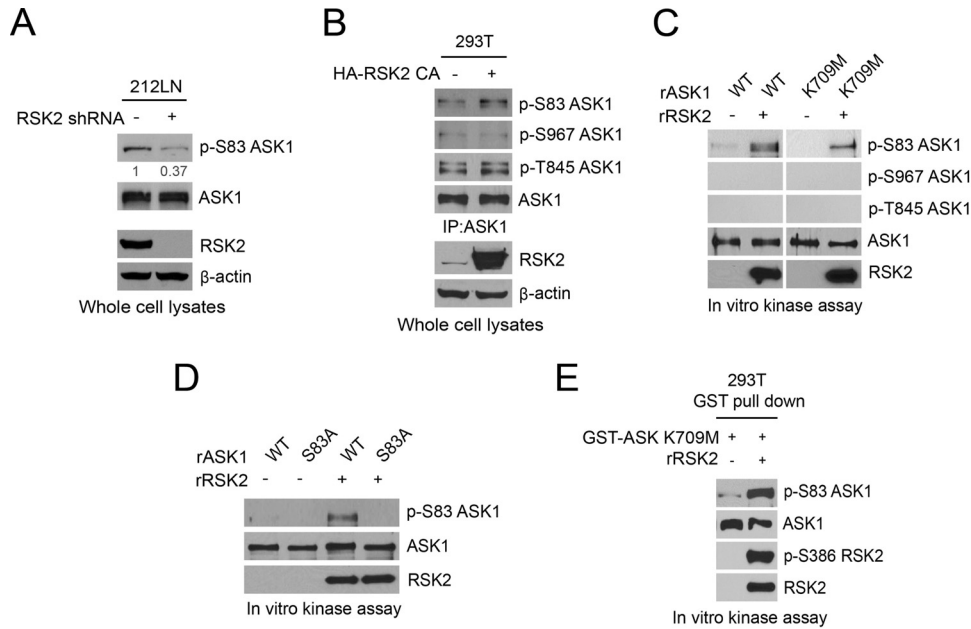 A
212LN
RSK2 shRNA - +
p-S83 ASK1
1 0.37
ASK1
RSK2
β-actin
Whole cell lysates
B
293T
HA-RSK2 CA - +
p-S83 ASK1
p-S967 ASK1
p-T845 ASK1
ASK1
IP:ASK1
RSK2
β-actin
Whole cell lysates
C
rASK1 WT WT K709M K709M
rRSK2 - + - +
p-S83 ASK1
p-S967 ASK1
p-T845 ASK1
ASK1
RSK2
In vitro kinase assay
D
rASK1 WT S83A WT S83A
rRSK2 - - + +
p-S83 ASK1
ASK1
RSK2
In vitro kinase assay
E
293T
GST pull down
GST-ASK K709M + +
rRSK2 - +
p-S83 ASK1
ASK1
p-S386 RSK2
RSK2
In vitro kinase assay